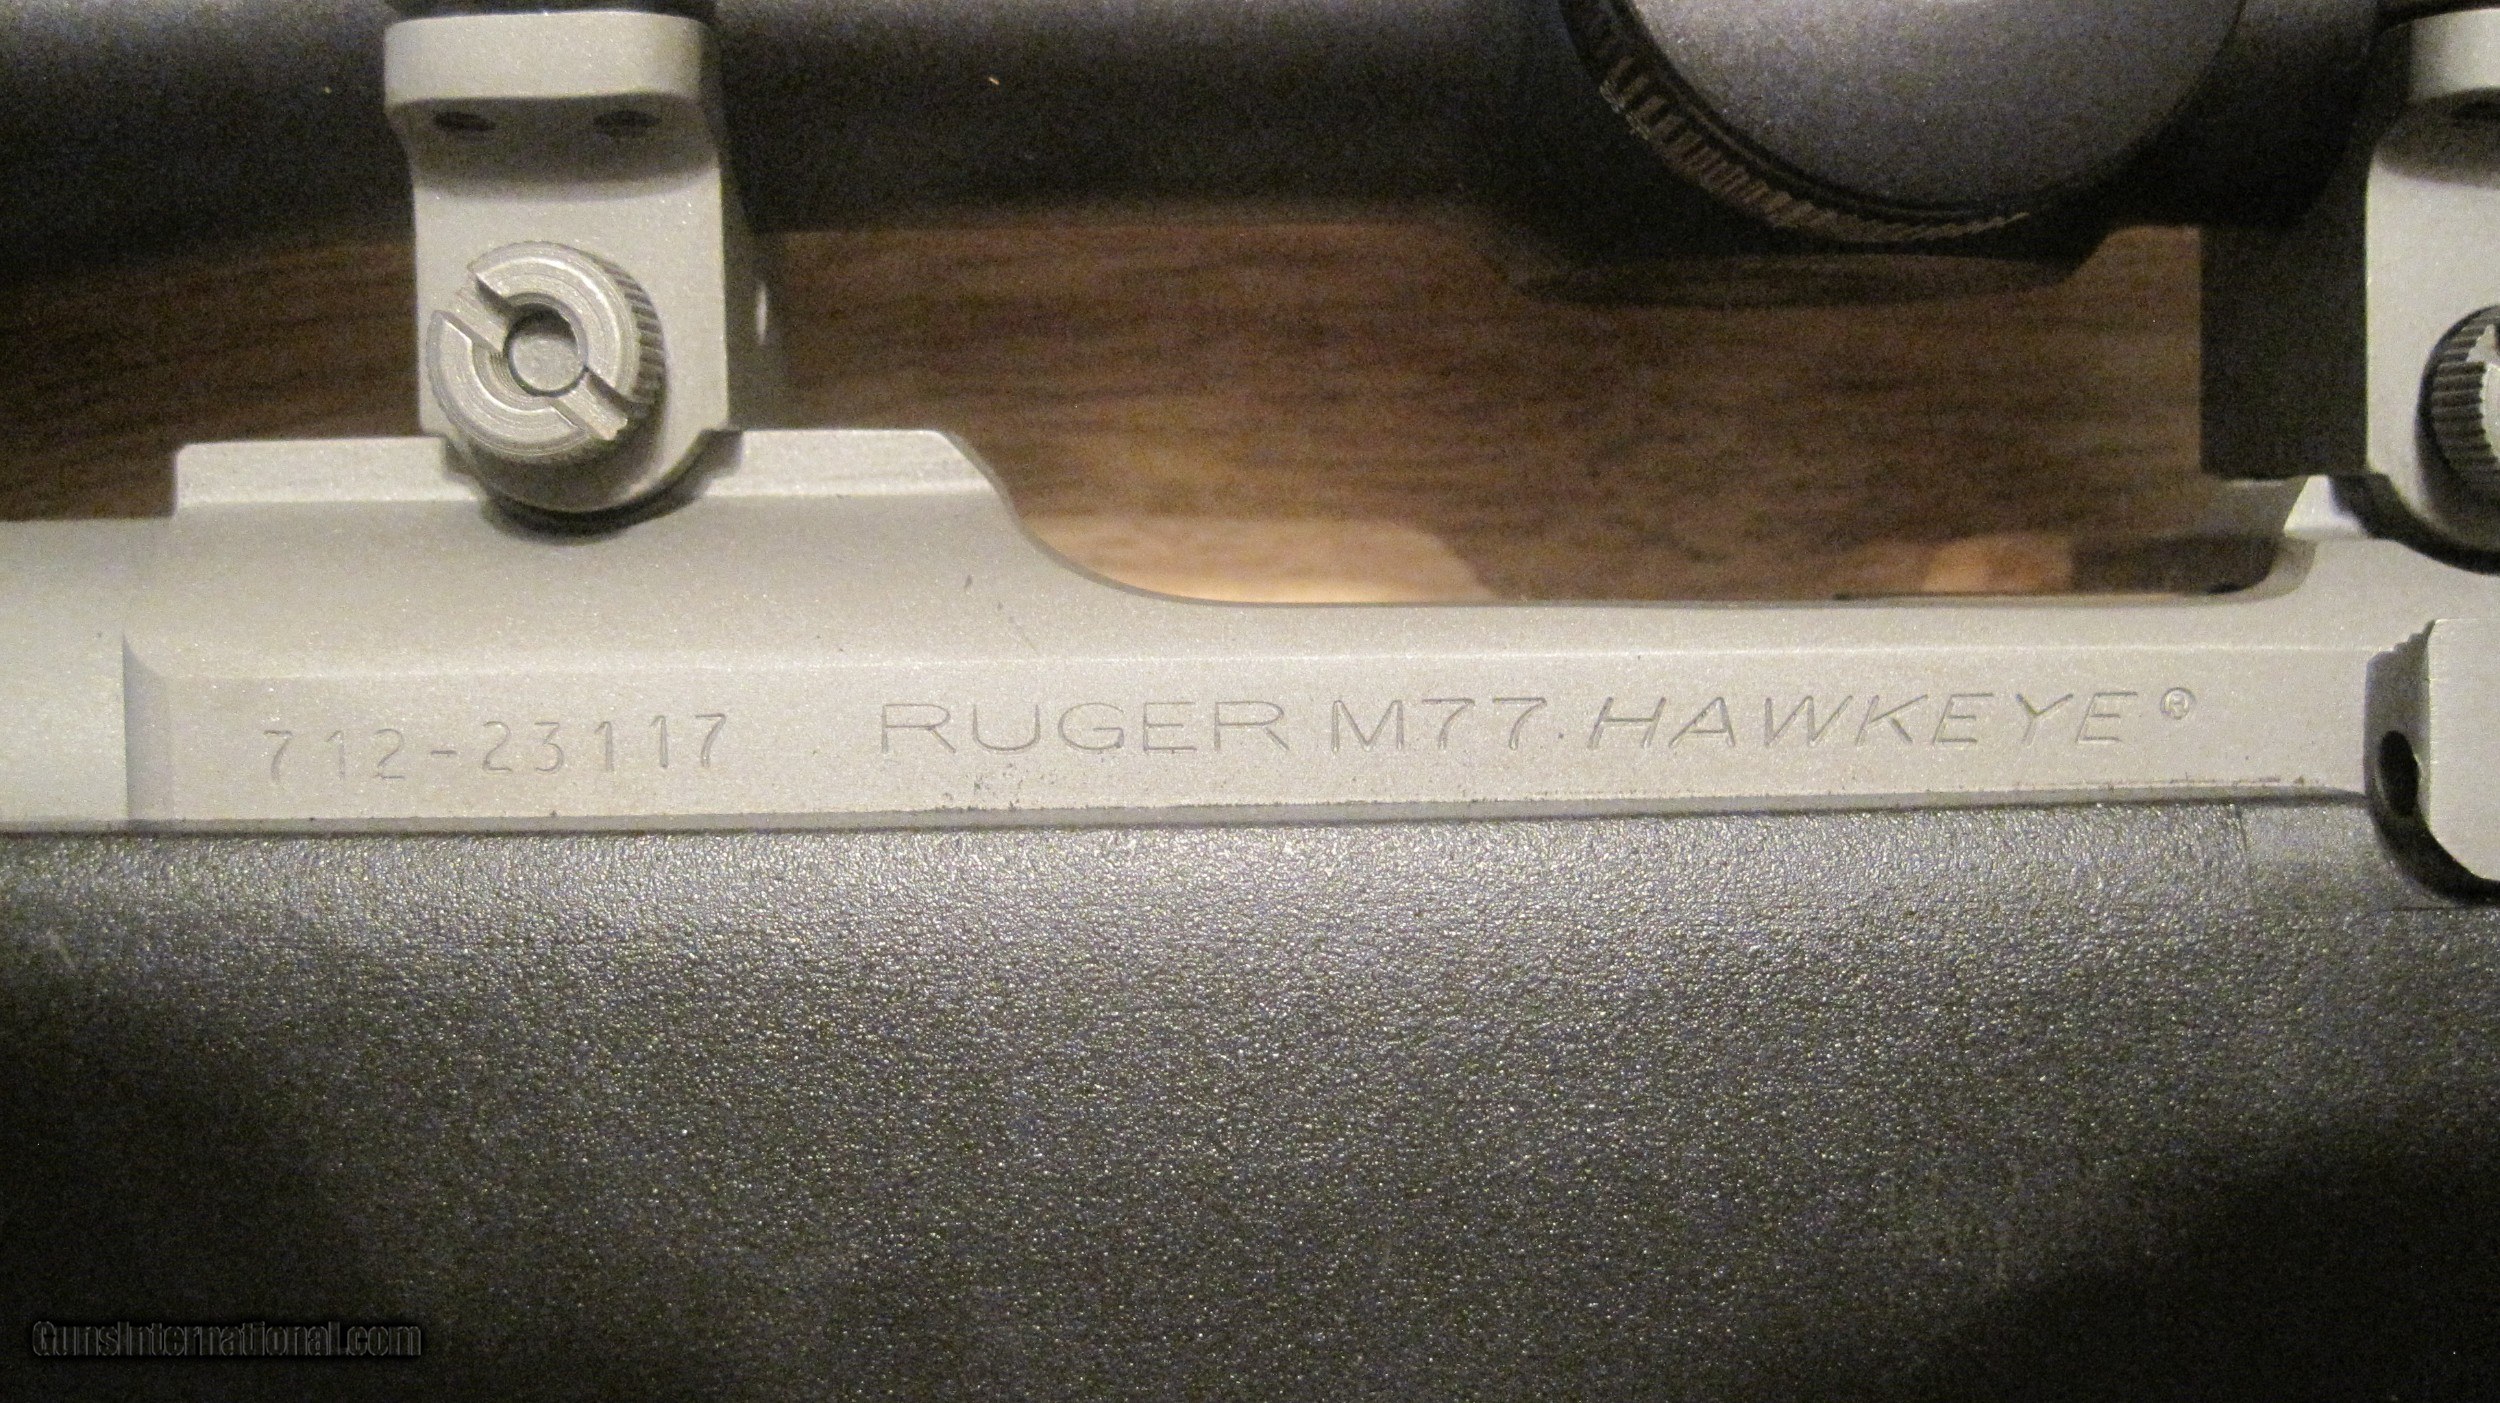 712-23117 RUGER M77 HAWKEYE®
GunsInternational.com